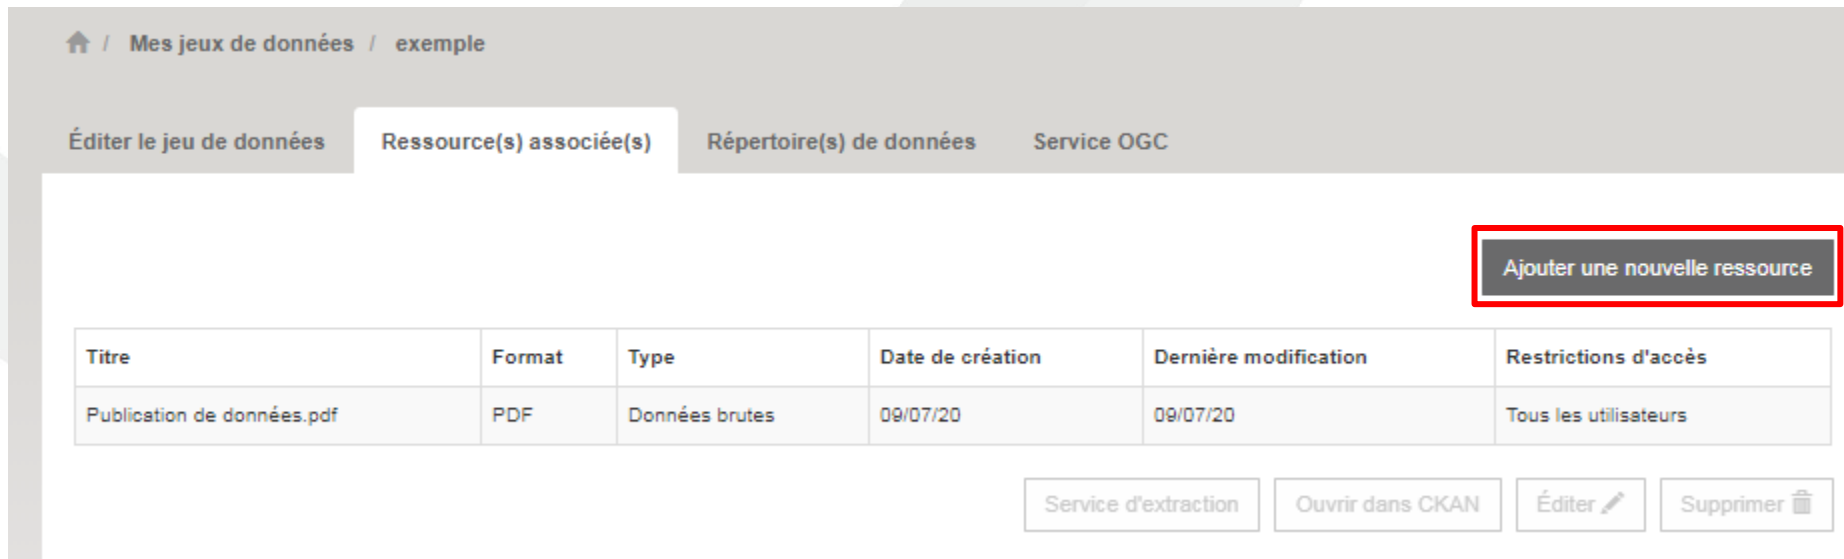 / Mes jeux de données / exemple
Éditer le jeu de données Ressource(s) associée(s) Répertoire(s) de données Service OGC
Ajouter une nouvelle ressource
Titre Format Type Date de création Dernière modification Restrictions d'accès
Publication de données.pdf PDF Données brutes 09/07/20 09/07/20 Tous les utilisateurs
Service d'extraction Ouvrir dans CKAN Éditer Supprimer